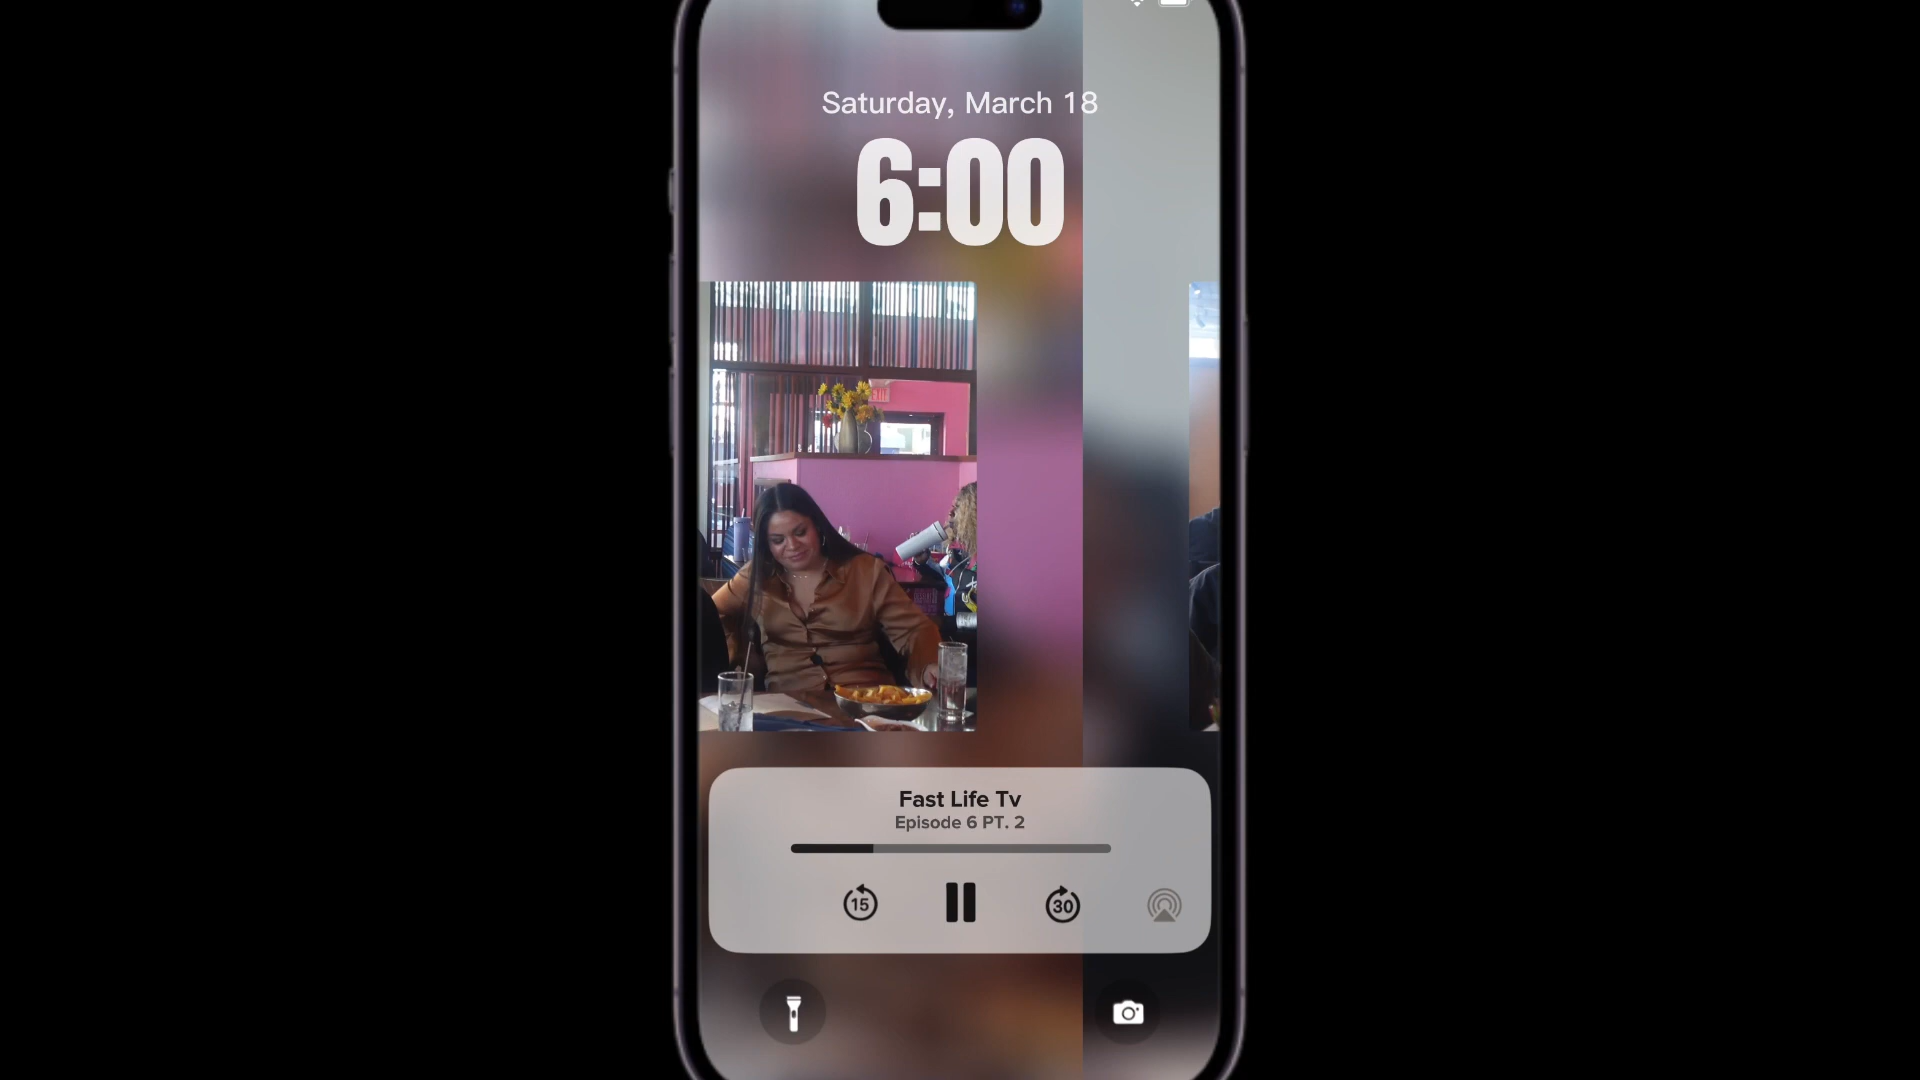 Saturday, March 18
6:00
Fast Life Tv
Episode 6 PT. 2
15
30